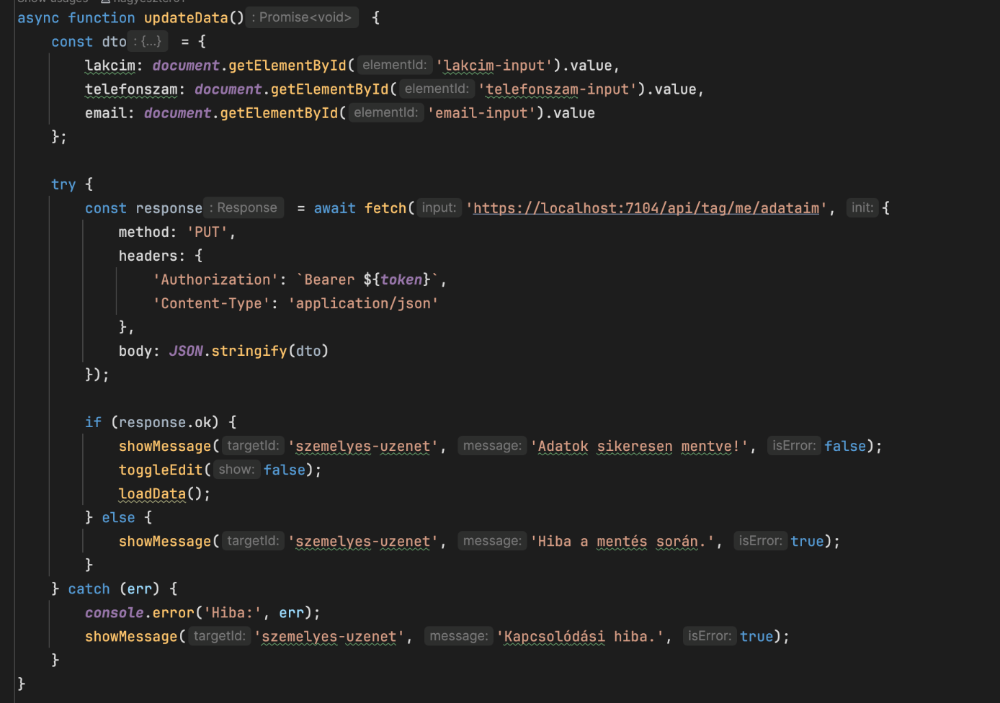 async function updateData() : Promise<void> {
const dto : {...} = {
lakcim: document.getElementById( elementId: 'lakcim-input').value,
telefonszam: document.getElementById( elementId: 'telefonszam-input').value,
email: document.getElementById( elementId: 'email-input').value
};
try {
const response : Response = await fetch( input: 'https://localhost:7104/api/tag/me/adataim', init: {
method: 'PUT',
headers: {
'Authorization': `Bearer ${token}`,
'Content-Type': 'application/json'
},
body: JSON.stringify(dto)
});
if (response.ok) {
showMessage( targetId: 'szemelyes-uzenet', message: 'Adatok sikeresen mentve!', isError: false);
toggleEdit( show: false);
loadData();
} else {
showMessage( targetId: 'szemelyes-uzenet', message: 'Hiba a mentés során.', isError: true);
}
} catch (err) {
console.error('Hiba:', err);
showMessage( targetId: 'szemelyes-uzenet', message: 'Kapcsolódási hiba.', isError: true);
}
}